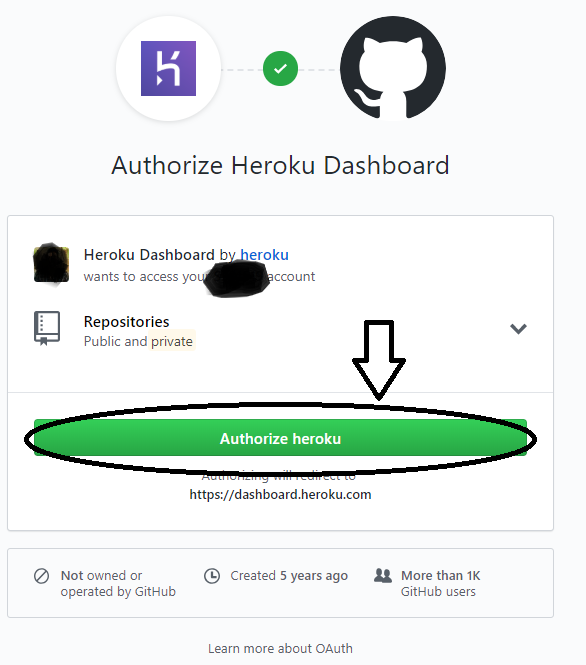 Authorize Heroku Dashboard
Heroku Dashboard by heroku
wants to access your account
Repositories
Public and private
Authorize heroku
Authorizing will redirect to
https://dashboard.heroku.com
Not owned or
operated by GitHub
Created 5 years ago
More than 1K
GitHub users
Learn more about OAuth